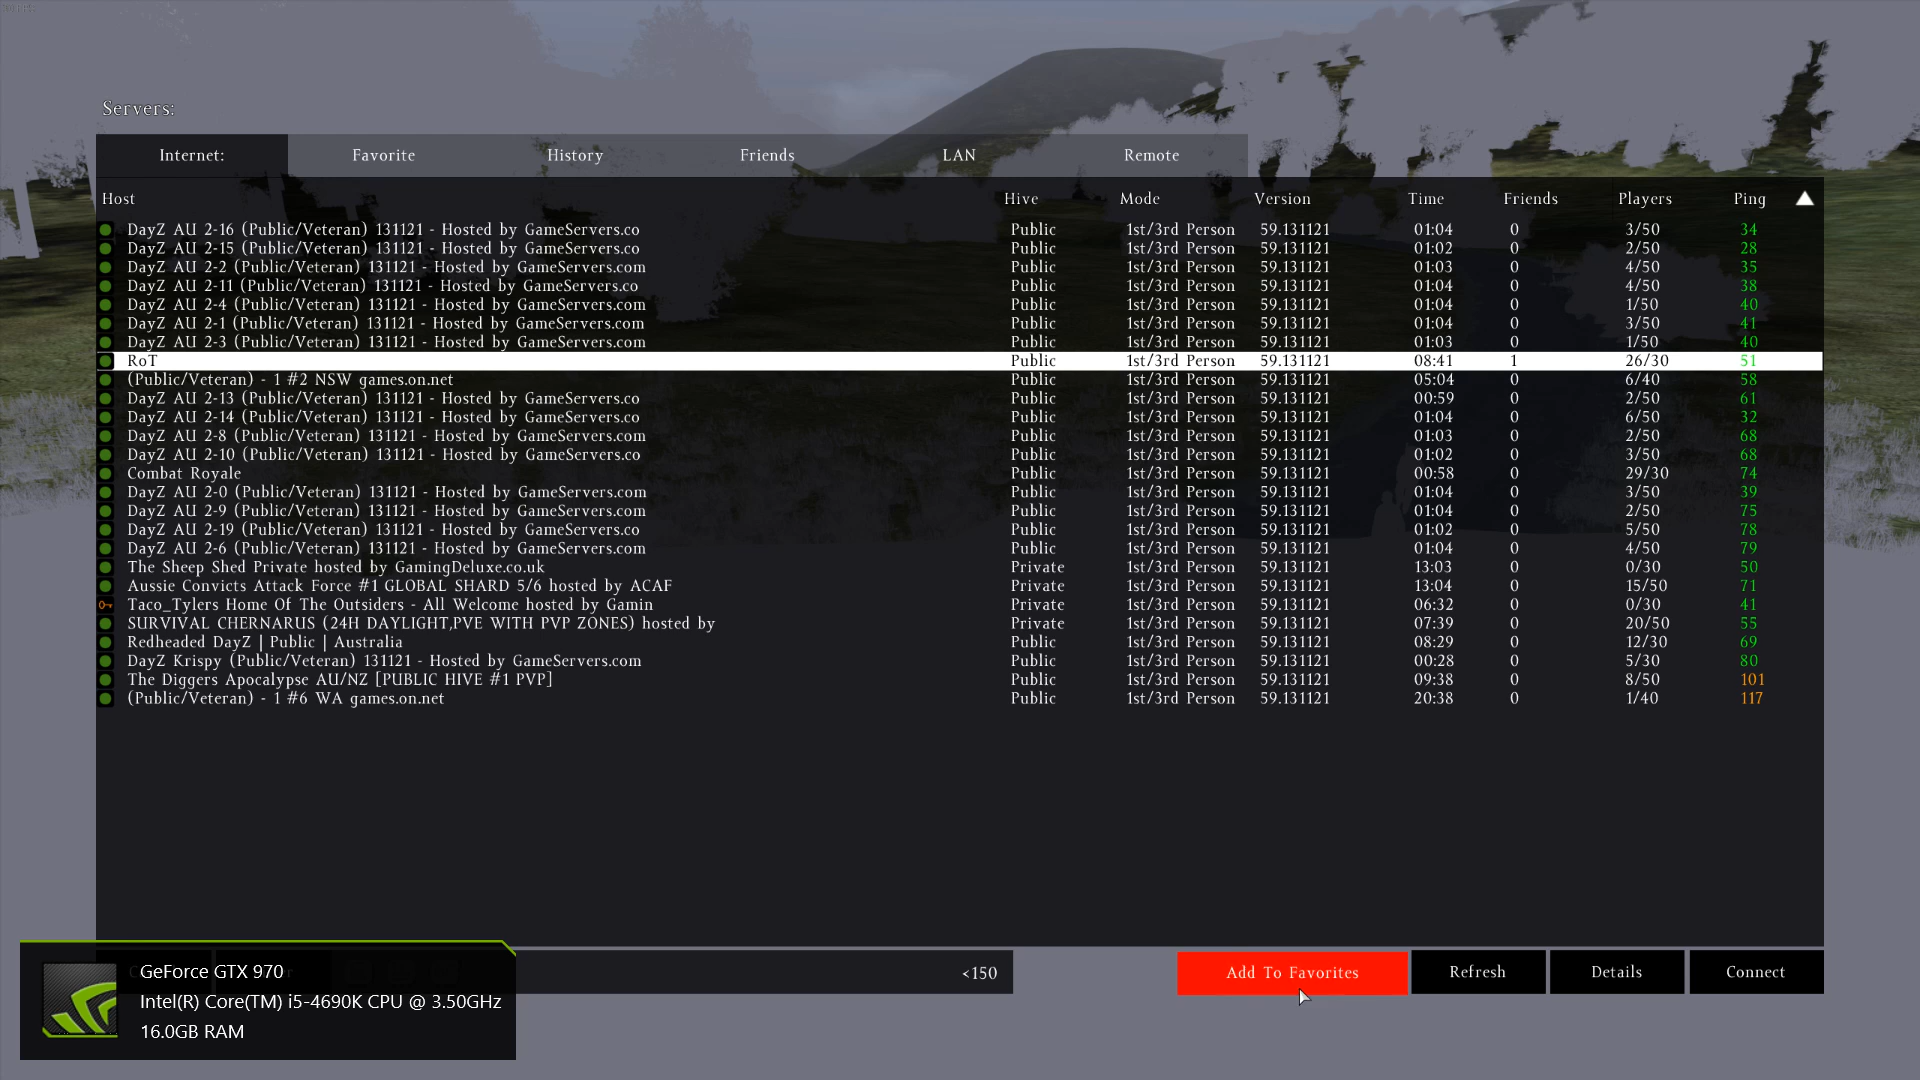 Servers:
Internet: Favorite History Friends LAN Remote
Host Hive Mode Version Time Friends Players Ping
DayZ AU 2-16 (Public/Veteran) 131121 - Hosted by GameServers.co Public 1st/3rd Person 59.131121 01:04 0 3/50 34
DayZ AU 2-15 (Public/Veteran) 131121 - Hosted by GameServers.co Public 1st/3rd Person 59.131121 01:02 0 2/50 28
DayZ AU 2-2 (Public/Veteran) 131121 - Hosted by GameServers.com Public 1st/3rd Person 59.131121 01:03 0 4/50 35
DayZ AU 2-11 (Public/Veteran) 131121 - Hosted by GameServers.co Public 1st/3rd Person 59.131121 01:04 0 4/50 38
DayZ AU 2-4 (Public/Veteran) 131121 - Hosted by GameServers.com Public 1st/3rd Person 59.131121 01:04 0 1/50 40
DayZ AU 2-1 (Public/Veteran) 131121 - Hosted by GameServers.com Public 1st/3rd Person 59.131121 01:04 0 3/50 41
DayZ AU 2-3 (Public/Veteran) 131121 - Hosted by GameServers.com Public 1st/3rd Person 59.131121 01:03 0 1/50 40
RoT Public 1st/3rd Person 59.131121 08:41 1 26/30 51
(Public/Veteran) - 1 #2 NSW games.on.net Public 1st/3rd Person 59.131121 05:04 0 6/40 58
DayZ AU 2-13 (Public/Veteran) 131121 - Hosted by GameServers.co Public 1st/3rd Person 59.131121 00:59 0 2/50 61
DayZ AU 2-14 (Public/Veteran) 131121 - Hosted by GameServers.co Public 1st/3rd Person 59.131121 01:04 0 6/50 32
DayZ AU 2-8 (Public/Veteran) 131121 - Hosted by GameServers.com Public 1st/3rd Person 59.131121 01:03 0 2/50 68
DayZ AU 2-10 (Public/Veteran) 131121 - Hosted by GameServers.co Public 1st/3rd Person 59.131121 01:02 0 3/50 68
Combat Royale Public 1st/3rd Person 59.131121 00:58 0 29/30 74
DayZ AU 2-0 (Public/Veteran) 131121 - Hosted by GameServers.com Public 1st/3rd Person 59.131121 01:04 0 3/50 39
DayZ AU 2-9 (Public/Veteran) 131121 - Hosted by GameServers.com Public 1st/3rd Person 59.131121 01:04 0 2/50 75
DayZ AU 2-19 (Public/Veteran) 131121 - Hosted by GameServers.co Public 1st/3rd Person 59.131121 01:02 0 5/50 78
DayZ AU 2-6 (Public/Veteran) 131121 - Hosted by GameServers.com Public 1st/3rd Person 59.131121 01:04 0 4/50 79
The Sheep Shed Private hosted by GamingDeluxe.co.uk Private 1st/3rd Person 59.131121 13:03 0 0/30 50
Aussie Convicts Attack Force #1 GLOBAL SHARD 5/6 hosted by ACAF Private 1st/3rd Person 59.131121 13:04 0 15/50 71
Taco_Tylers Home Of The Outsiders - All Welcome hosted by Gamin Private 1st/3rd Person 59.131121 06:32 0 0/30 41
SURVIVAL CHERNARUS (24H DAYLIGHT,PVE WITH PVP ZONES) hosted by Private 1st/3rd Person 59.131121 07:39 0 20/50 55
Redheaded DayZ | Public | Australia Public 1st/3rd Person 59.131121 08:29 0 12/30 69
DayZ Krispy (Public/Veteran) 131121 - Hosted by GameServers.com Public 1st/3rd Person 59.131121 00:28 0 5/30 80
The Diggers Apocalypse AU/NZ [PUBLIC HIVE #1 PVP] Public 1st/3rd Person 59.131121 09:38 0 8/50 101
(Public/Veteran) - 1 #6 WA games.on.net Public 1st/3rd Person 59.131121 20:38 0 1/40 117
<150 Add To Favorites Refresh Details Connect
GeForce GTX 970
Intel(R) Core(TM) i5-4690K CPU @ 3.50GHz
16.0GB RAM